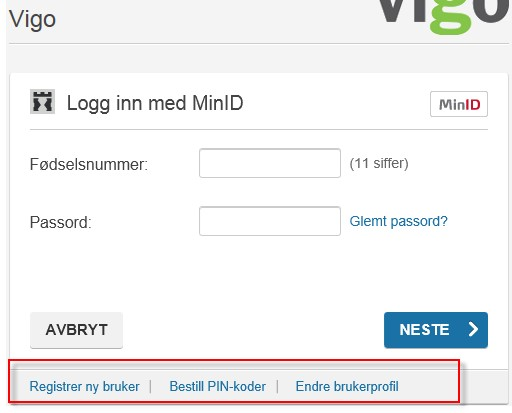 Vigo
vigo
Logg inn med MinID
MinID
Fødselsnummer:
(11 siffer)
Passord:
Glemt passord?
AVBRYT
NESTE
Registrer ny bruker | Bestill PIN-koder | Endre brukerprofil